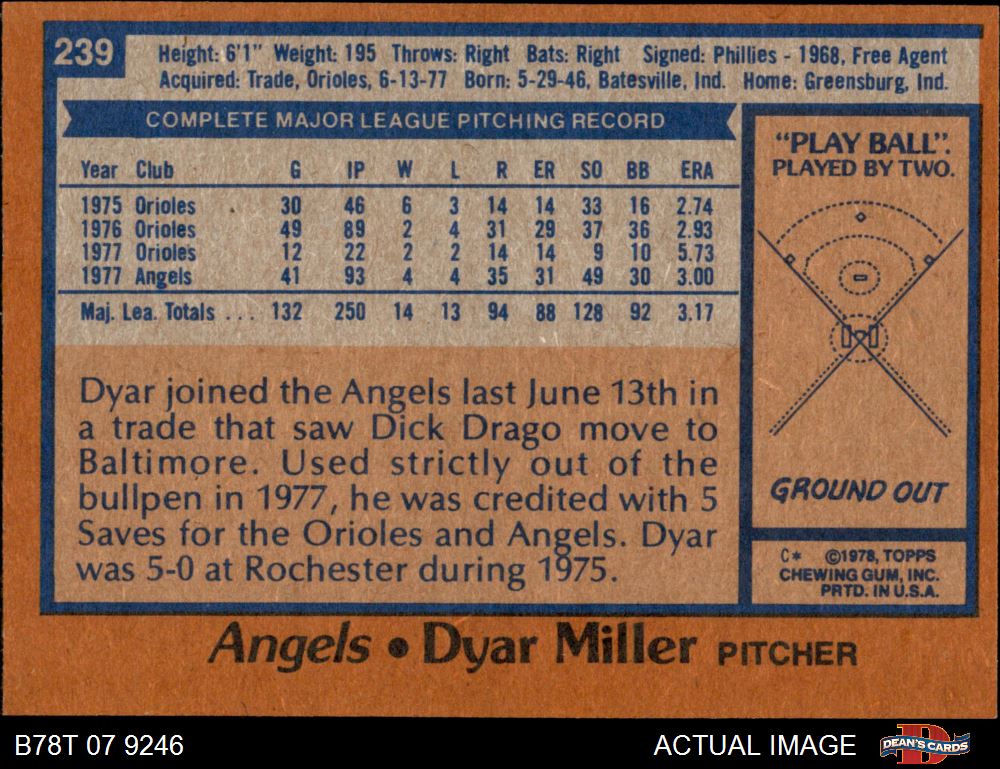 239
Height: 6'1" Weight: 195 Throws: Right Bats: Right Signed: Phillies - 1968, Free Agent
Acquired: Trade, Orioles, 6-13-77 Born: 5-29-46, Batesville, Ind. Home: Greensburg, Ind.
COMPLETE MAJOR LEAGUE PITCHING RECORD
Year Club G IP W L R ER SO BB ERA
1975 Orioles 30 46 6 3 14 14 33 16 2.74
1976 Orioles 49 89 2 4 31 29 37 36 2.93
1977 Orioles 12 22 2 2 14 14 9 10 5.73
1977 Angels 41 93 4 4 35 31 49 30 3.00
Maj. Lea. Totals . . . 132 250 14 13 94 88 128 92 3.17
Dyar joined the Angels last June 13th in
a trade that saw Dick Drago move to
Baltimore. Used strictly out of the
bullpen in 1977, he was credited with 5
Saves for the Orioles and Angels. Dyar
was 5-0 at Rochester during 1975.
"PLAY BALL".
PLAYED BY TWO.
GROUND OUT
C* ©1978, TOPPS
CHEWING GUM, INC.
PRTD. IN U.S.A.
Angels • Dyar Miller PITCHER
B78T 07 9246
ACTUAL IMAGE
DEAN'S CARDS